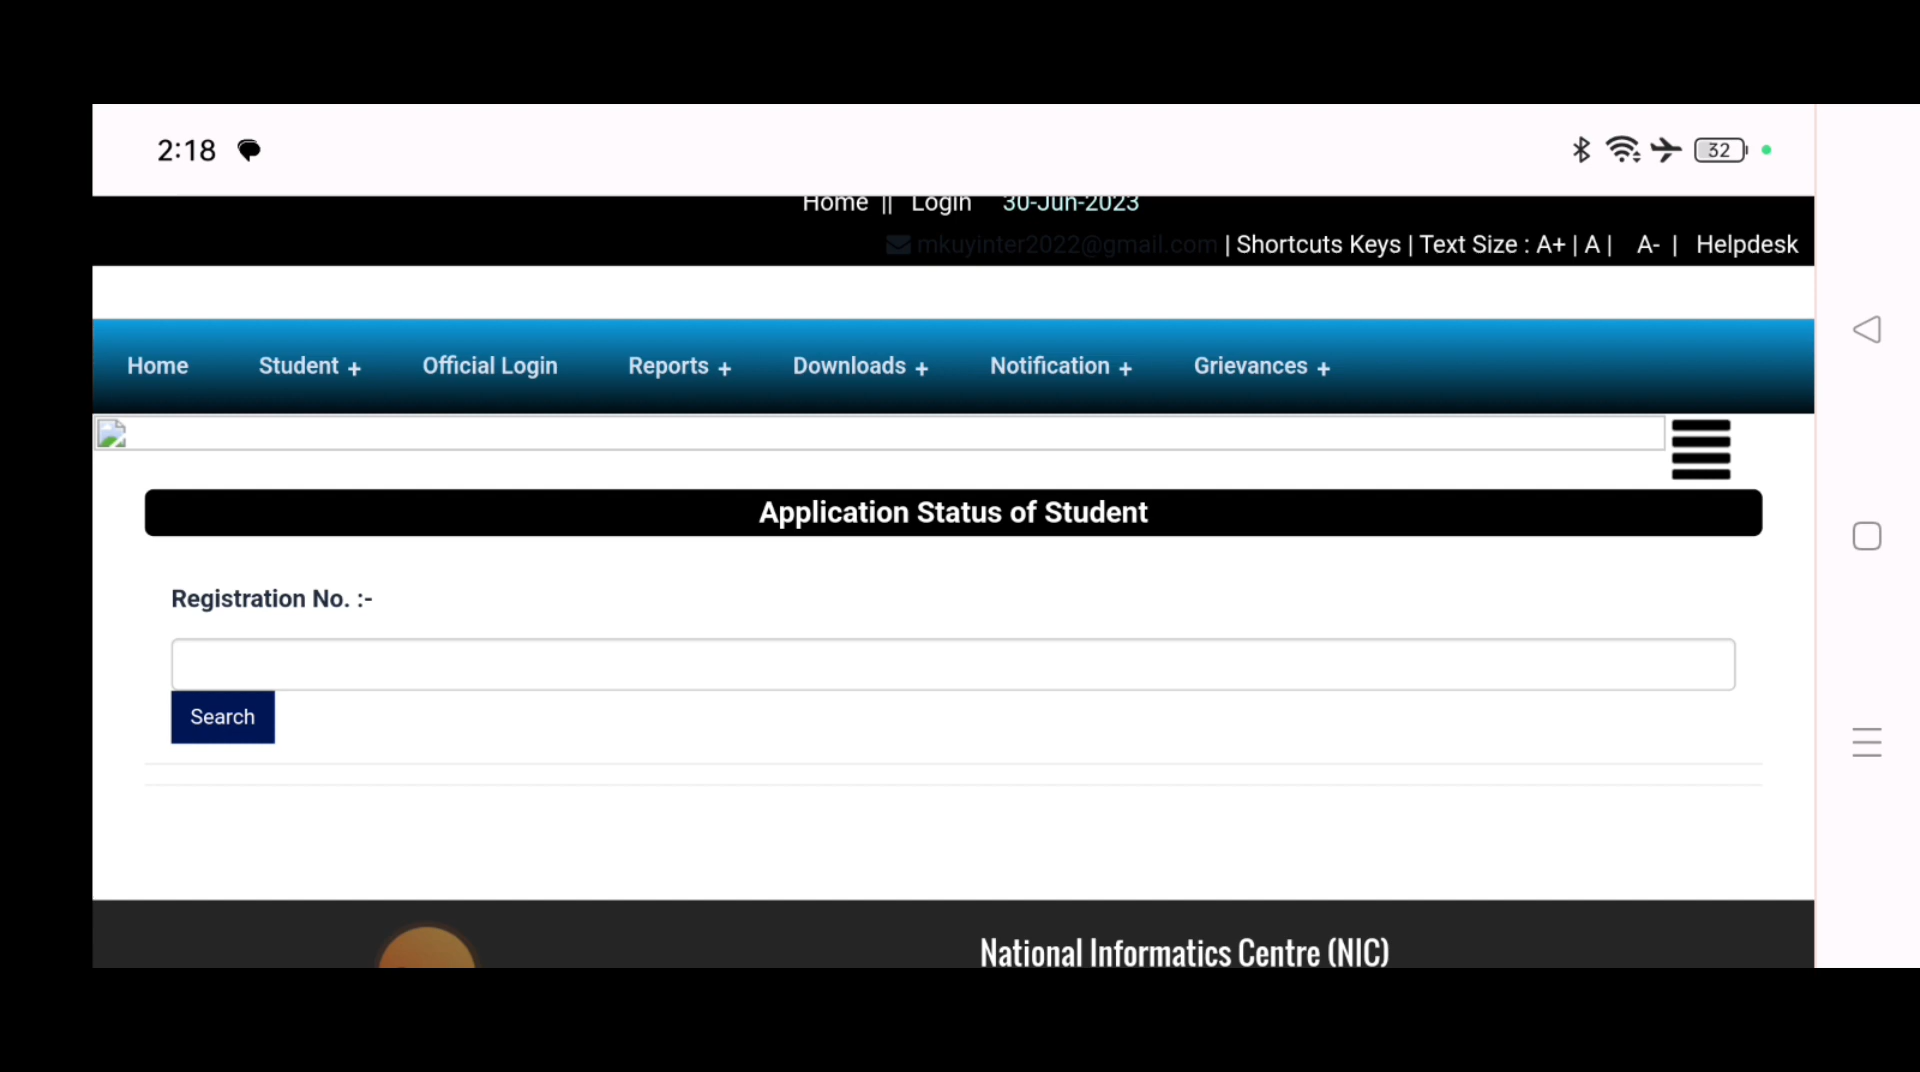 2:18
32
Home || Login 30-Jun-2023
mkuyinter2022@gmail.com | Shortcuts Keys | Text Size : A+ | A | A- | Helpdesk
Home Student + Official Login Reports + Downloads + Notification + Grievances +
Application Status of Student
Registration No. :-
Search
National Informatics Centre (NIC)